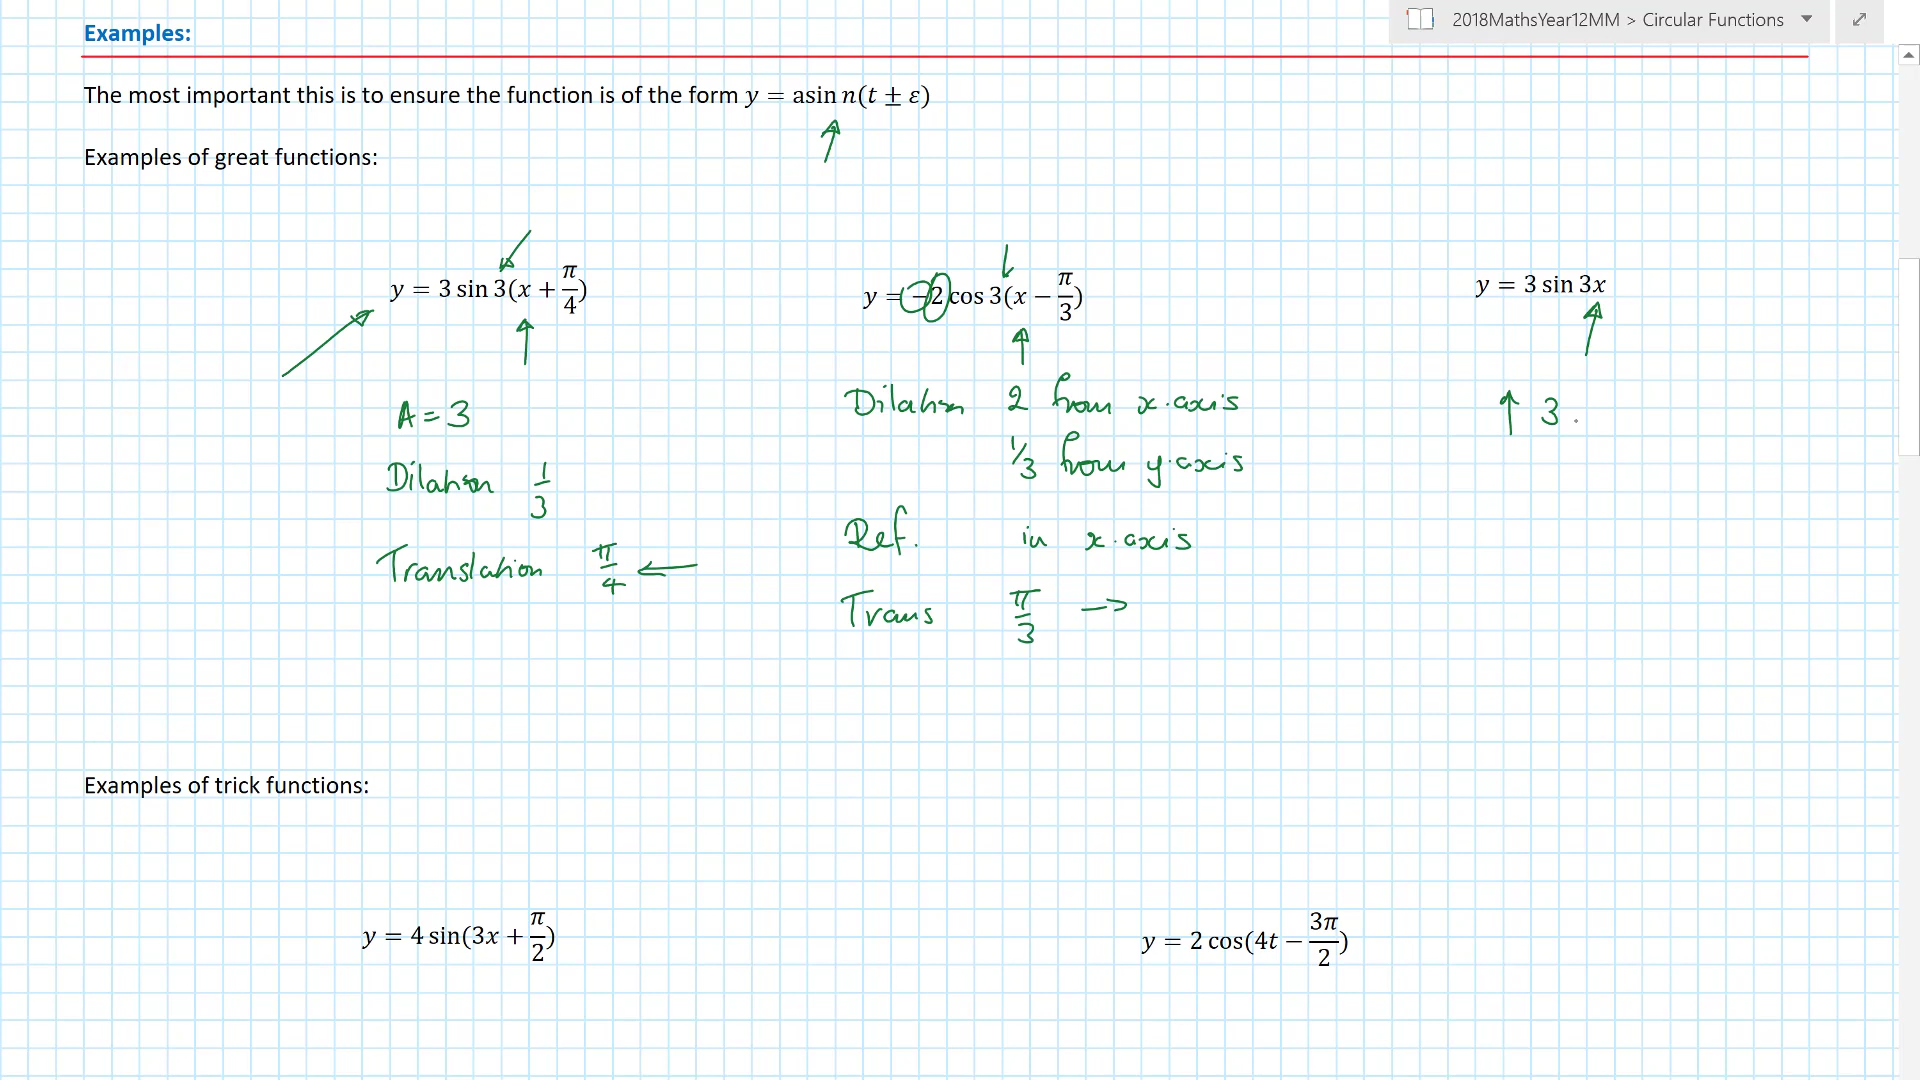 2018MathsYear12MM > Circular Functions
Examples:
The most important this is to ensure the function is of the form y = asin n(t ± ε)
Examples of great functions:
y = 3 sin 3(x + π/4)
A = 3
Dilation 1/3
Translation π/4 ←
y = −2 cos 3(x − π/3)
Dilation 2 from x.axis
1/3 from y.axis
Ref. in x.axis
Trans π/3 →
y = 3 sin 3x
↑ 3 .
Examples of trick functions:
y = 4 sin(3x + π/2)
y = 2 cos(4t − 3π/2)